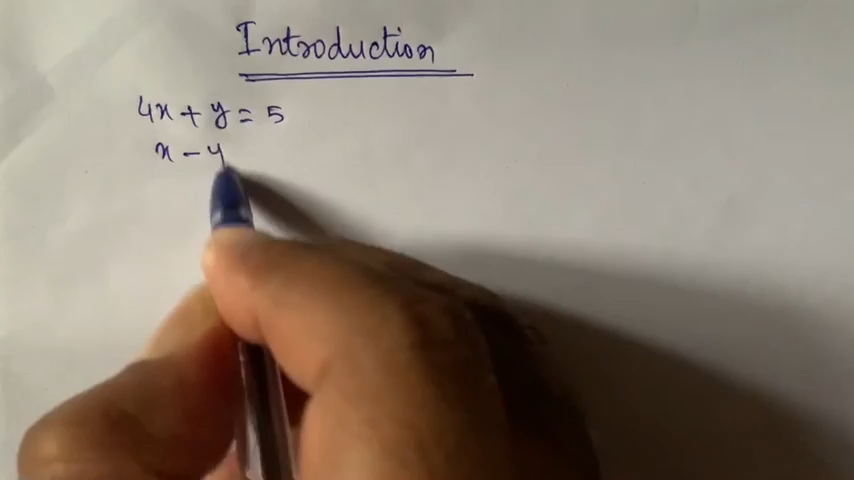 Introduction
4x + y = 5
x - y